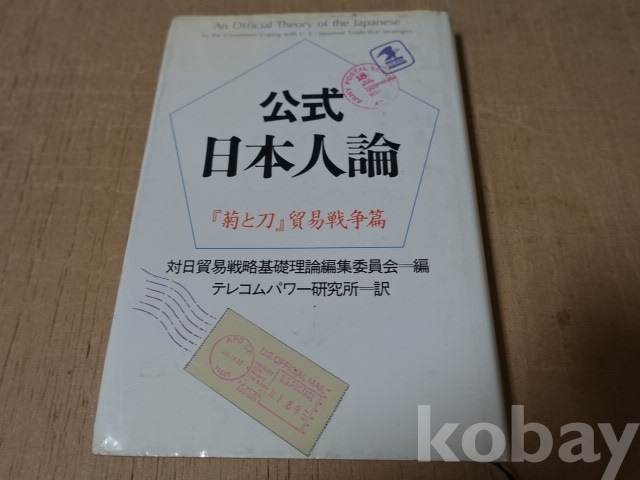 An Official Theory of the Japanese
公式
日本人論
『菊と刀』貿易戦争篇
対日貿易戦略基礎理論編集委員会═編
テレコムパワー研究所═訳
U.S. OFFICIAL MAIL
kobay